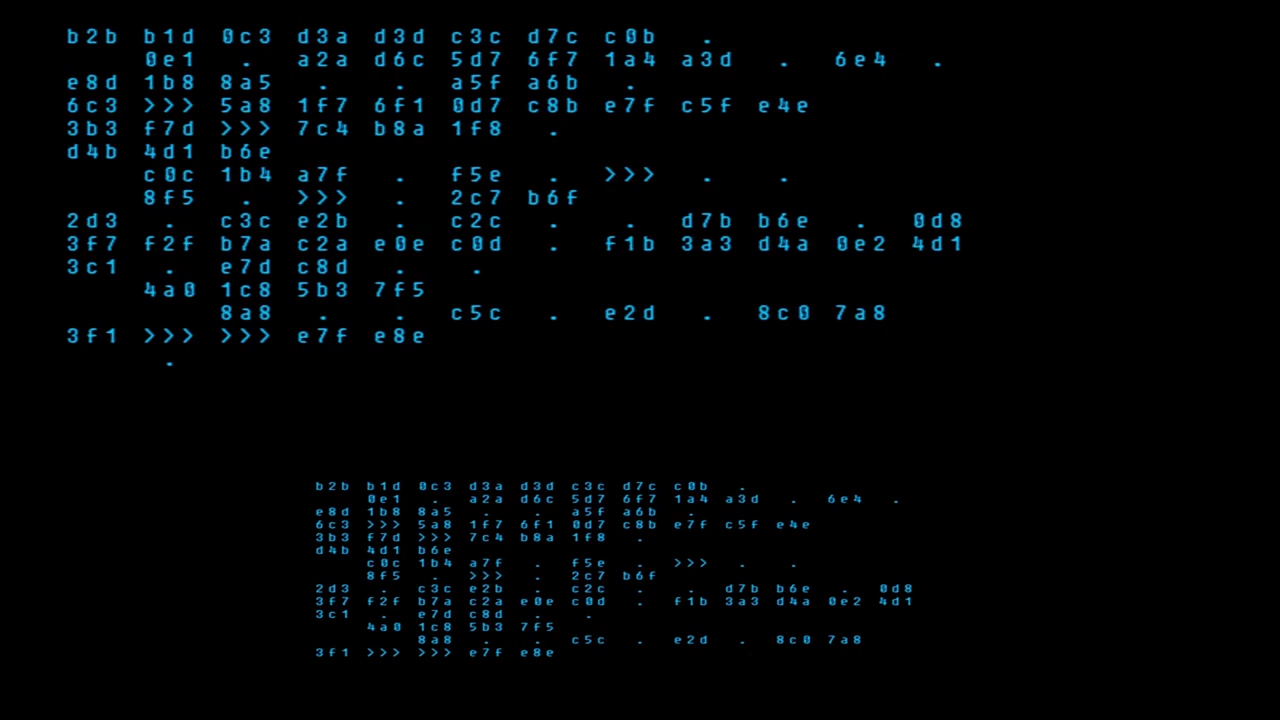 b2b b1d 0c3 d3a d3d c3c d7c c0b .
0e1 . a2a d6c 5d7 6f7 1a4 a3d . 6e4 .
e8d 1b8 8a5 . . a5f a6b .
6c3 >>> 5a8 1f7 6f1 0d7 c8b e7f c5f e4e
3b3 f7d >>> 7c4 b8a 1f8 .
d4b 4d1 b6e
c0c 1b4 a7f . f5e . >>> . .
8f5 . >>> . 2c7 b6f
2d3 . c3c e2b . c2c . . d7b b6e . 0d8
3f7 f2f b7a c2a e0e c0d . f1b 3a3 d4a 0e2 4d1
3c1 . e7d c8d . .
4a0 1c8 5b3 7f5
8a8 . . c5c . e2d . 8c0 7a8
3f1 >>> >>> e7f e8e
.
b2b b1d 0c3 d3a d3d c3c d7c c0b .
0e1 . a2a d6c 5d7 6f7 1a4 a3d . 6e4 .
e8d 1b8 8a5 . . a5f a6b .
6c3 >>> 5a8 1f7 6f1 0d7 c8b e7f c5f e4e
3b3 f7d >>> 7c4 b8a 1f8 .
d4b 4d1 b6e
c0c 1b4 a7f . f5e . >>> . .
8f5 . >>> . 2c7 b6f
2d3 . c3c e2b . c2c . . d7b b6e . 0d8
3f7 f2f b7a c2a e0e c0d . f1b 3a3 d4a 0e2 4d1
3c1 . e7d c8d . .
4a0 1c8 5b3 7f5
8a8 . . c5c . e2d . 8c0 7a8
3f1 >>> >>> e7f e8e